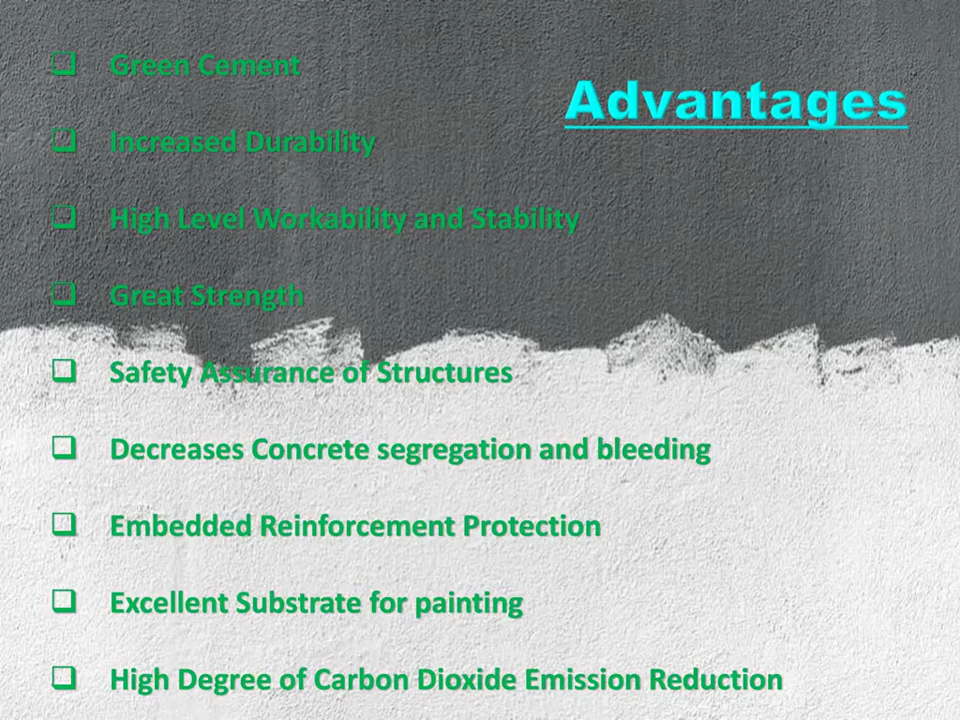 Advantages
❑ Green Cement
❑ Increased Durability
❑ High Level Workability and Stability
❑ Great Strength
❑ Safety Assurance of Structures
❑ Decreases Concrete segregation and bleeding
❑ Embedded Reinforcement Protection
❑ Excellent Substrate for painting
❑ High Degree of Carbon Dioxide Emission Reduction